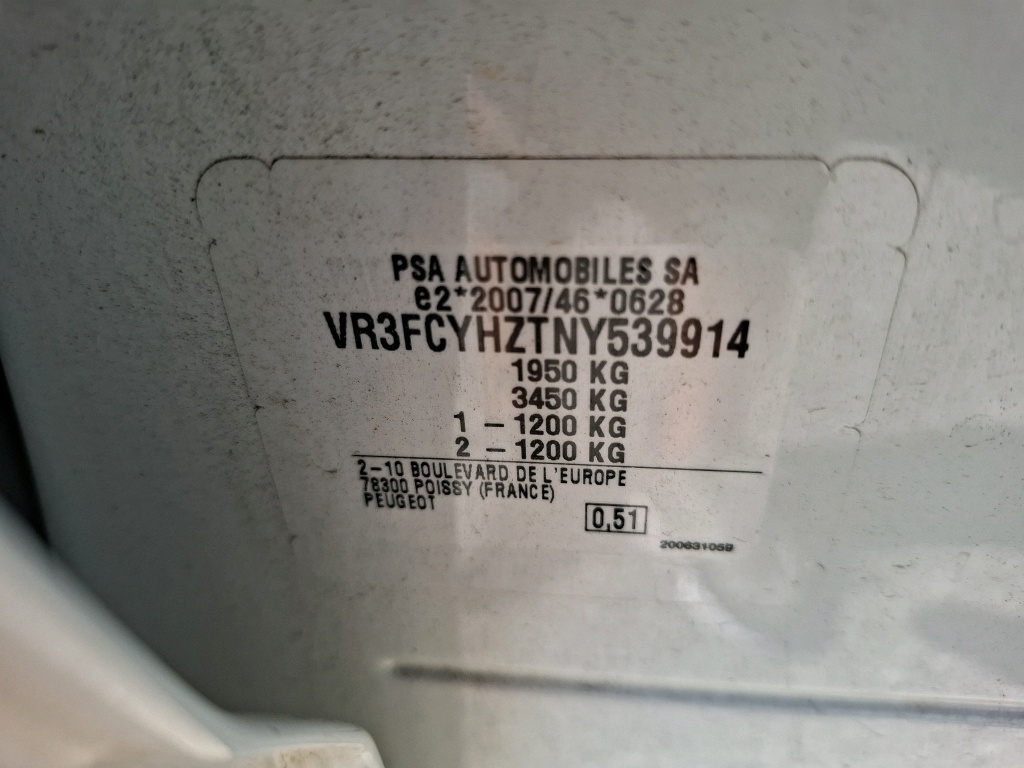 PSA AUTOMOBILES SA
e2*2007/46*0628
VR3FCYHZTNY539914
1950 KG
3450 KG
1 - 1200 KG
2 - 1200 KG
2-10 BOULEVARD DE L'EUROPE
78300 POISSY (FRANCE)
PEUGEOT
0,51
200631059